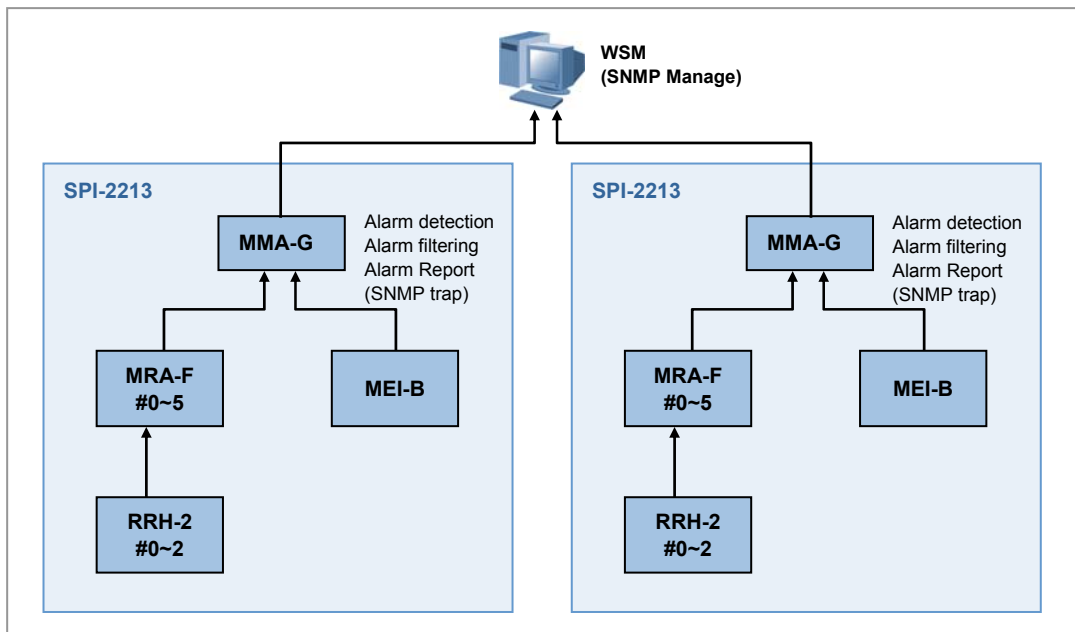 WSM
(SNMP Manage)
SPI-2213
MMA-G
Alarm detection
Alarm filtering
Alarm Report
(SNMP trap)
MRA-F
#0~5
MEI-B
RRH-2
#0~2
SPI-2213
MMA-G
Alarm detection
Alarm filtering
Alarm Report
(SNMP trap)
MRA-F
#0~5
MEI-B
RRH-2
#0~2